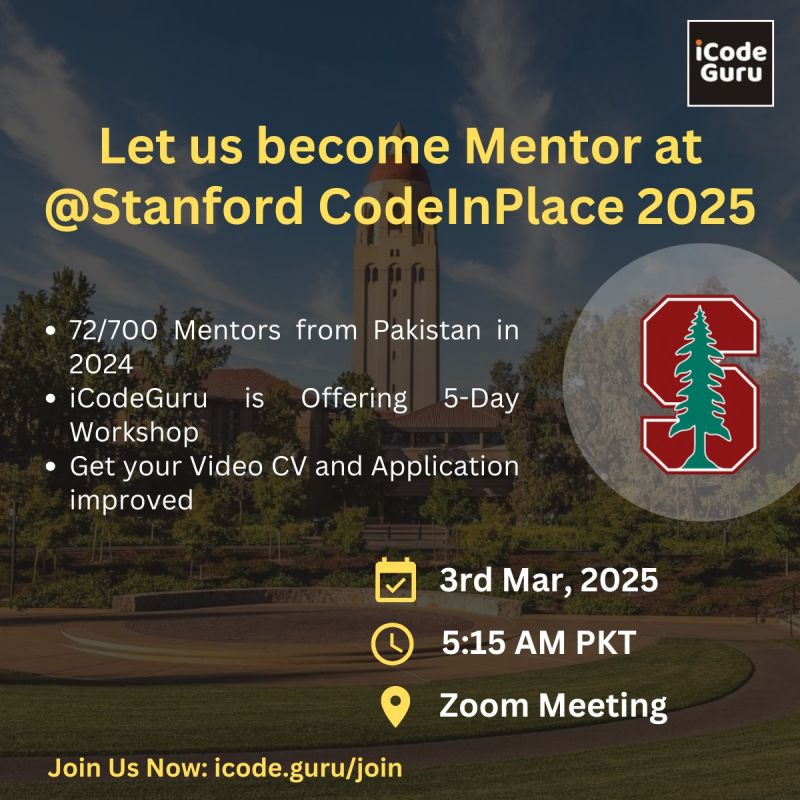 iCode
Guru
Let us become Mentor at
@Stanford CodeInPlace 2025
• 72/700 Mentors from Pakistan in
2024
• iCodeGuru is Offering 5-Day
Workshop
• Get your Video CV and Application
improved
3rd Mar, 2025
5:15 AM PKT
Zoom Meeting
Join Us Now: icode.guru/join